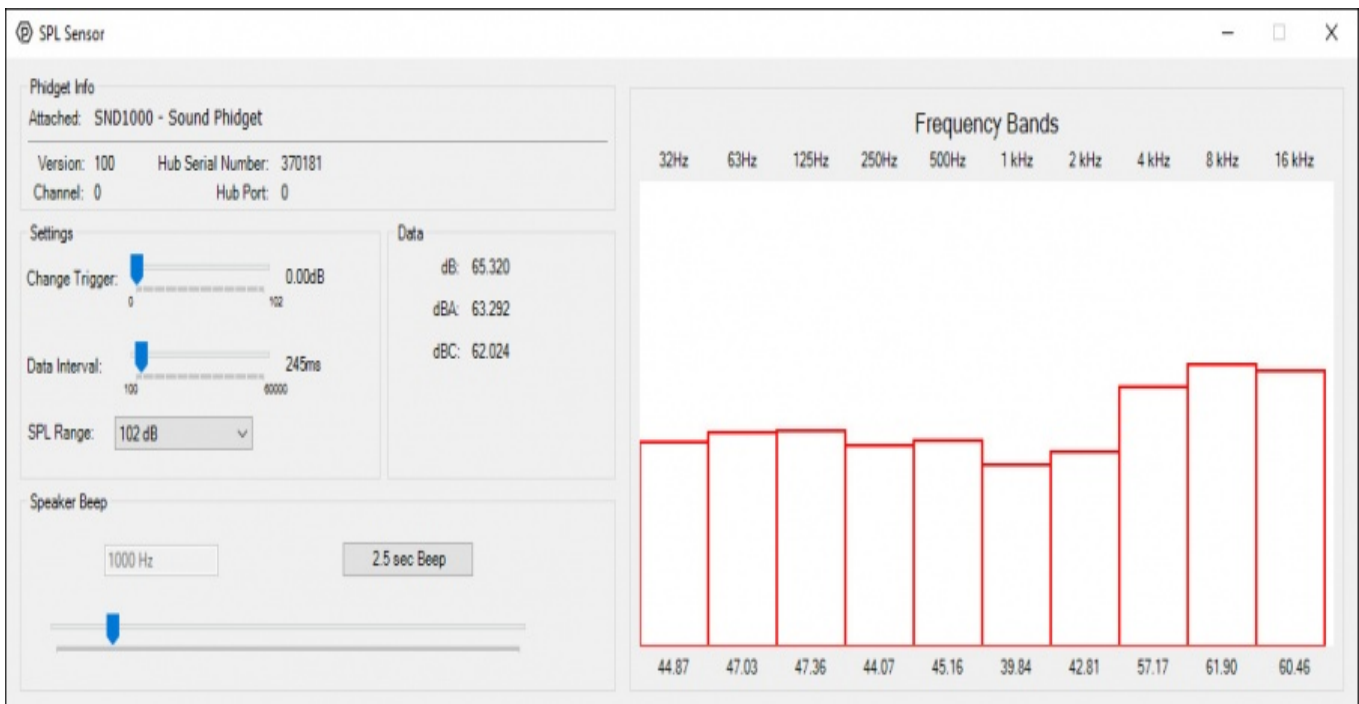 SPL Sensor
Phidget Info
Attached: SND1000 - Sound Phidget
Version: 100 Hub Serial Number: 370181
Channel: 0 Hub Port: 0
Settings
Change Trigger: 0.00dB
0 102
Data Interval: 245ms
100 60000
SPL Range: 102 dB
Data
dB: 65.320
dBA: 63.292
dBC: 62.024
Speaker Beep
1000 Hz 2.5 sec Beep
Frequency Bands
32Hz 63Hz 125Hz 250Hz 500Hz 1 kHz 2 kHz 4 kHz 8 kHz 16 kHz
44.87 47.03 47.36 44.07 45.16 39.84 42.81 57.17 61.90 60.46